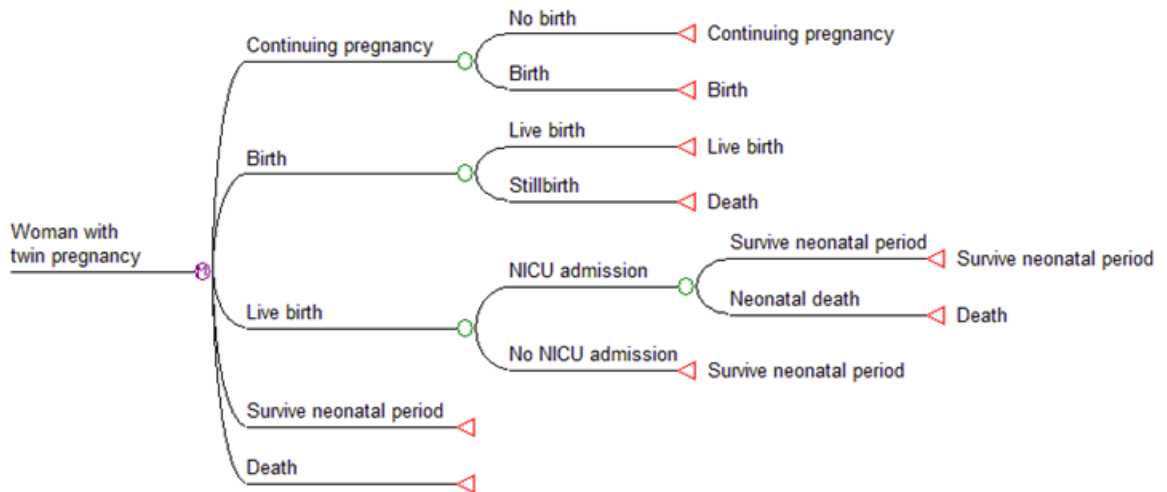 No birth
Continuing pregnancy
Continuing pregnancy
Birth
Birth
Live birth
Live birth
Birth
Stillbirth
Death
Woman with
twin pregnancy
Survive neonatal period
Survive neonatal period
NICU admission
Neonatal death
Death
Live birth
No NICU admission
Survive neonatal period
Survive neonatal period
Death